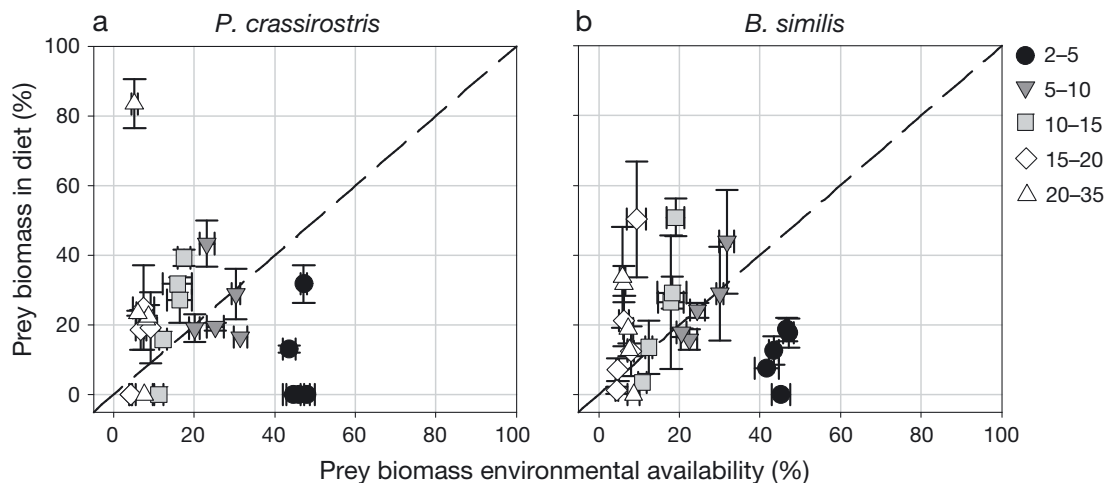 a P. crassirostris
b B. similis
Prey biomass in diet (%)
100
80
60
40
20
0
0 20 40 60 80 100
0 20 40 60 80 100
Prey biomass environmental availability (%)
2–5
5–10
10–15
15–20
20–35